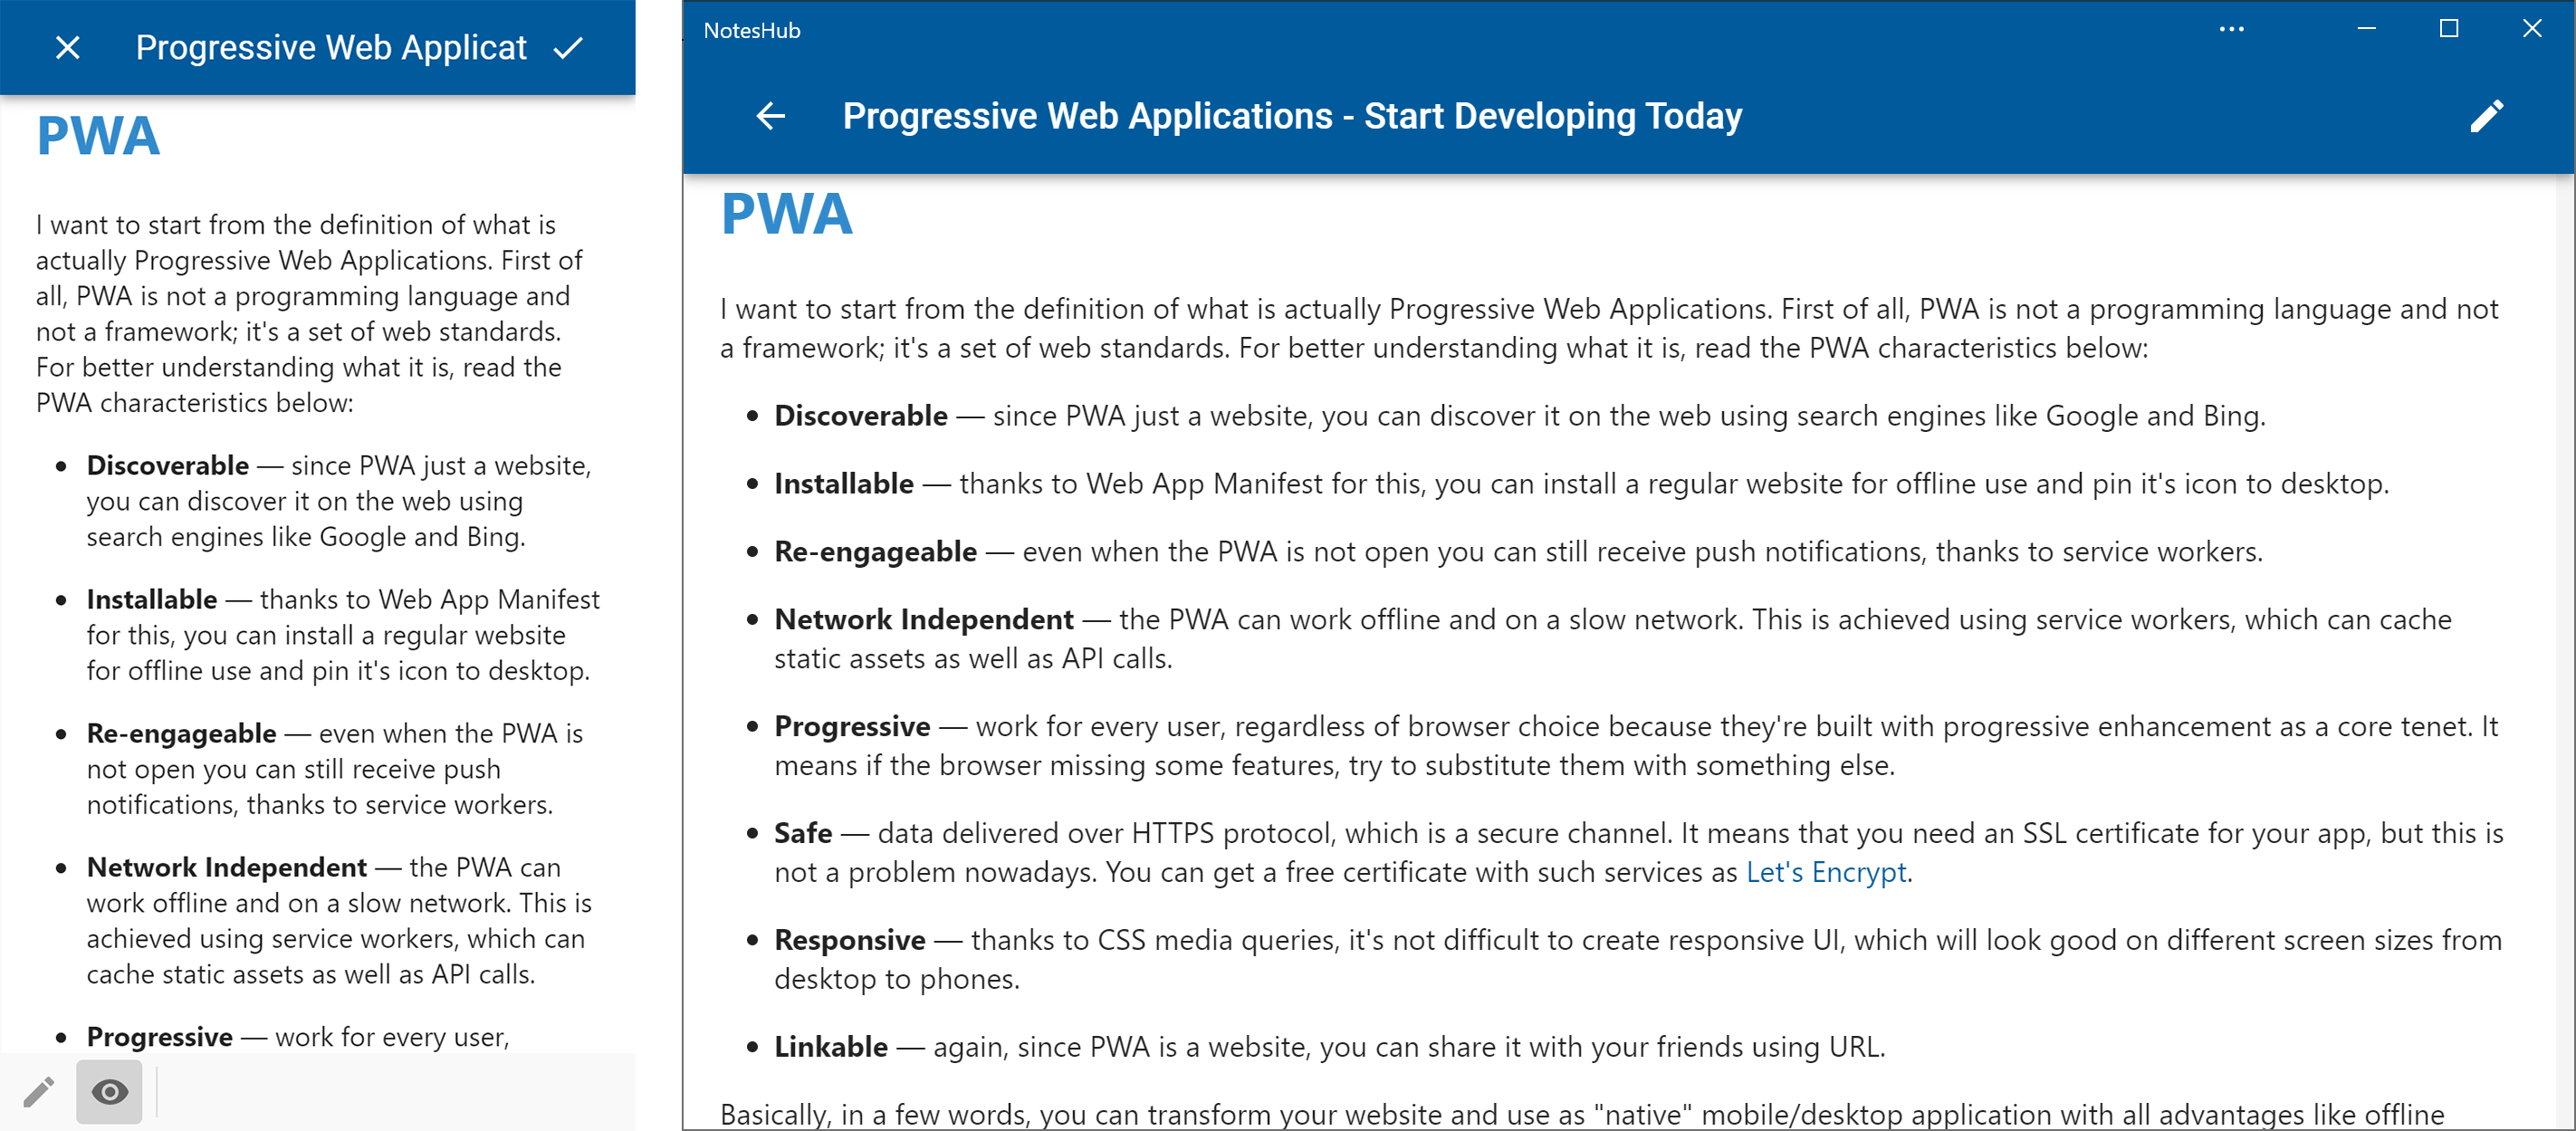 Progressive Web Applicat
PWA
I want to start from the definition of what is
actually Progressive Web Applications. First of
all, PWA is not a programming language and
not a framework; it's a set of web standards.
For better understanding what it is, read the
PWA characteristics below:
• Discoverable — since PWA just a website,
you can discover it on the web using
search engines like Google and Bing.
• Installable — thanks to Web App Manifest
for this, you can install a regular website
for offline use and pin it's icon to desktop.
• Re-engageable — even when the PWA is
not open you can still receive push
notifications, thanks to service workers.
• Network Independent — the PWA can
work offline and on a slow network. This is
achieved using service workers, which can
cache static assets as well as API calls.
• Progressive — work for every user,
NotesHub
Progressive Web Applications - Start Developing Today
PWA
I want to start from the definition of what is actually Progressive Web Applications. First of all, PWA is not a programming language and not
a framework; it's a set of web standards. For better understanding what it is, read the PWA characteristics below:
• Discoverable — since PWA just a website, you can discover it on the web using search engines like Google and Bing.
• Installable — thanks to Web App Manifest for this, you can install a regular website for offline use and pin it's icon to desktop.
• Re-engageable — even when the PWA is not open you can still receive push notifications, thanks to service workers.
• Network Independent — the PWA can work offline and on a slow network. This is achieved using service workers, which can cache
static assets as well as API calls.
• Progressive — work for every user, regardless of browser choice because they're built with progressive enhancement as a core tenet. It
means if the browser missing some features, try to substitute them with something else.
• Safe — data delivered over HTTPS protocol, which is a secure channel. It means that you need an SSL certificate for your app, but this is
not a problem nowadays. You can get a free certificate with such services as Let's Encrypt.
• Responsive — thanks to CSS media queries, it's not difficult to create responsive UI, which will look good on different screen sizes from
desktop to phones.
• Linkable — again, since PWA is a website, you can share it with your friends using URL.
Basically, in a few words, you can transform your website and use as "native" mobile/desktop application with all advantages like offline